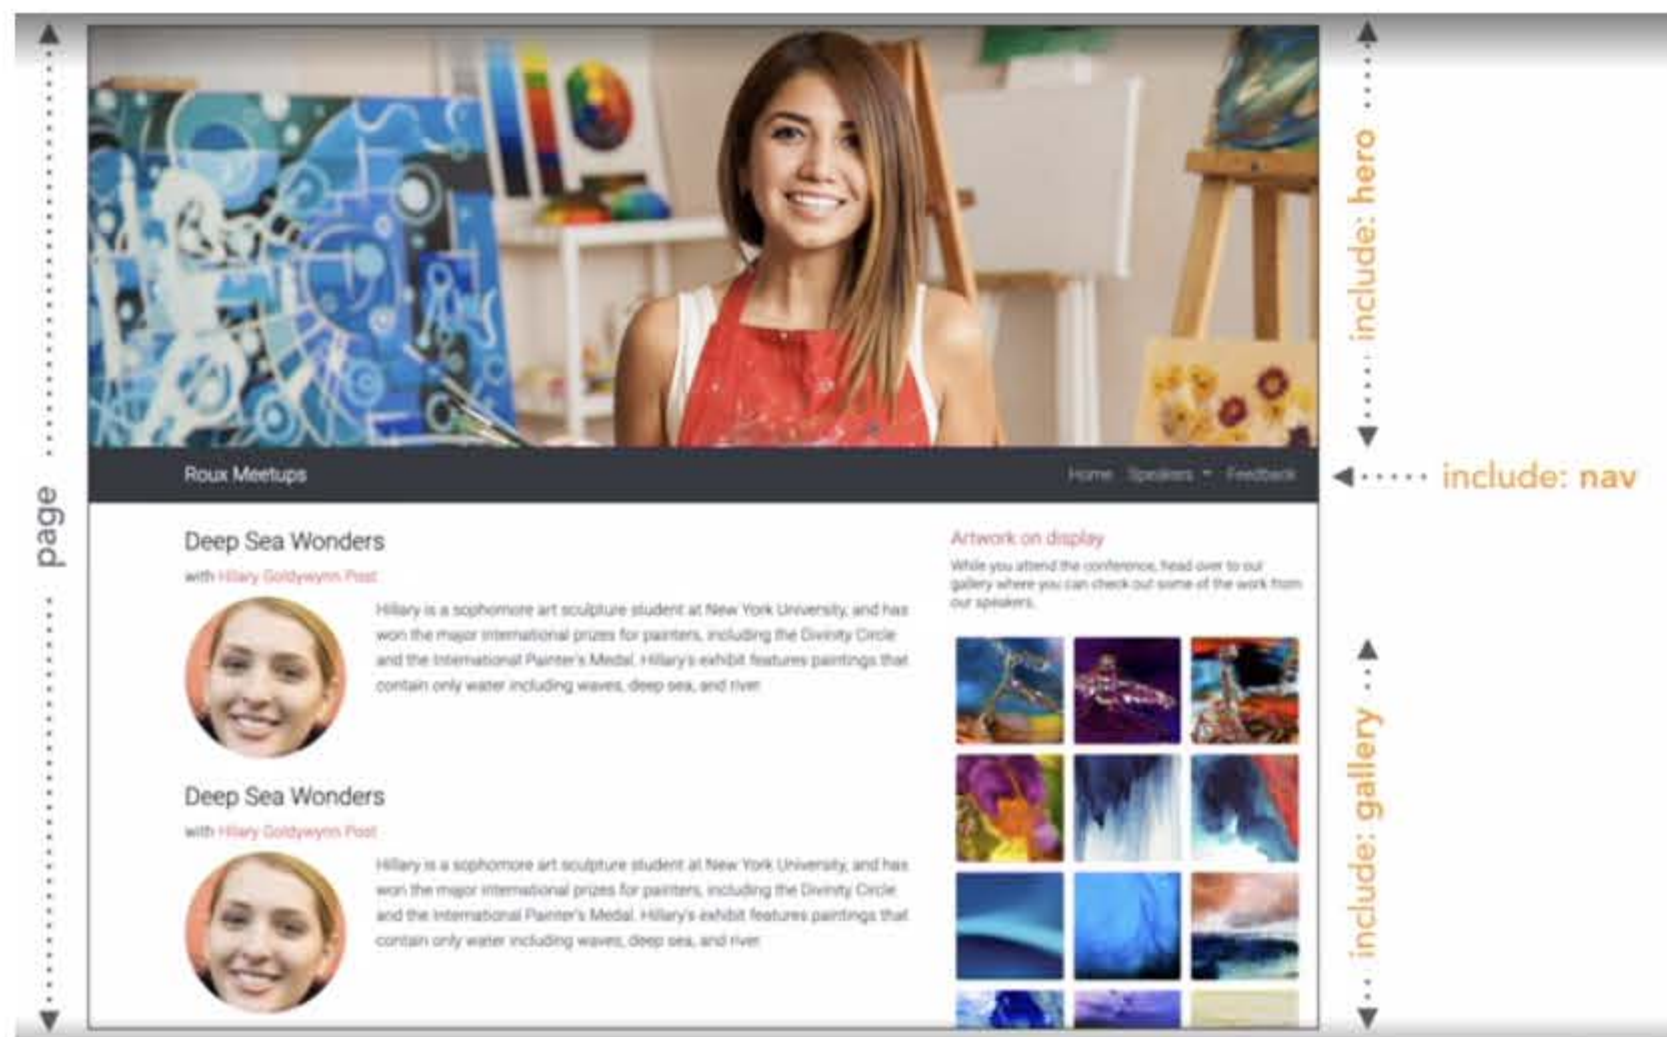 page
include: hero
Roux Meetups
Home Speakers Feedback
include: nav
Deep Sea Wonders
with Hillary Goldywynn Post
Hillary is a sophomore art sculpture student at New York University, and has
won the major international prizes for painters, including the Divinity Circle
and the International Painter's Medal. Hillary's exhibit features paintings that
contain only water including waves, deep sea, and river.
Deep Sea Wonders
with Hillary Goldywynn Post
Hillary is a sophomore art sculpture student at New York University, and has
won the major international prizes for painters, including the Divinity Circle
and the International Painter's Medal. Hillary's exhibit features paintings that
contain only water including waves, deep sea, and river.
Artwork on display
While you attend the conference, head over to our
gallery where you can check out some of the work from
our speakers.
include: gallery